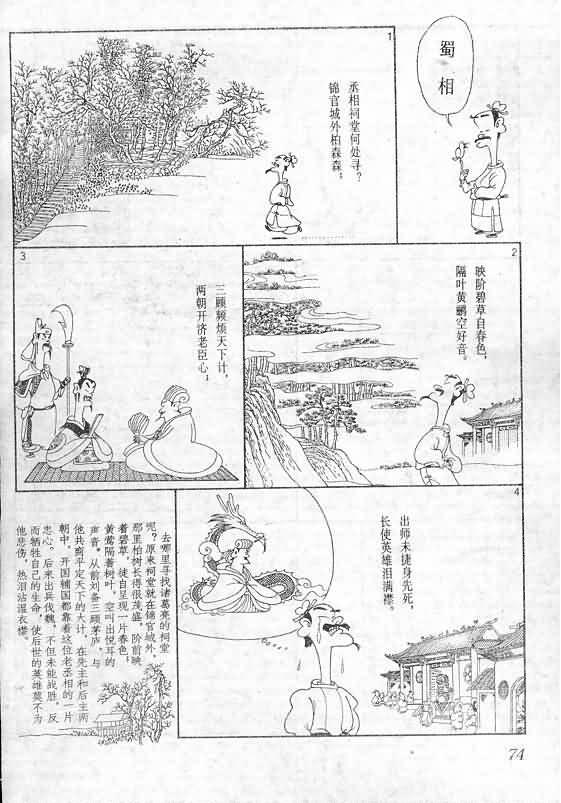 蜀相
1
丞相祠堂何处寻？
锦官城外柏森森；
2
映阶碧草自春色，
隔叶黄鹂空好音。
3
三顾频烦天下计，
两朝开济老臣心；
4
出师未捷身先死，
长使英雄泪满襟。
去哪里寻找诸葛亮的祠堂
呢？原来祠堂就在锦官城外，
那里柏树长得很茂盛，阶前映
着碧草，徒自呈现一片春色；
黄莺隔着树叶，空叫出悦耳的
声音。从前刘备三顾茅庐，与
他共商平定天下的大计，在先主和后主两
朝中，开国辅国都靠着这位老丞相的一片
忠心。后来出兵伐魏，不但未能战胜，反
而牺牲自己的生命，使后世的英雄莫不为
他悲伤，热泪沾湿衣襟。
74